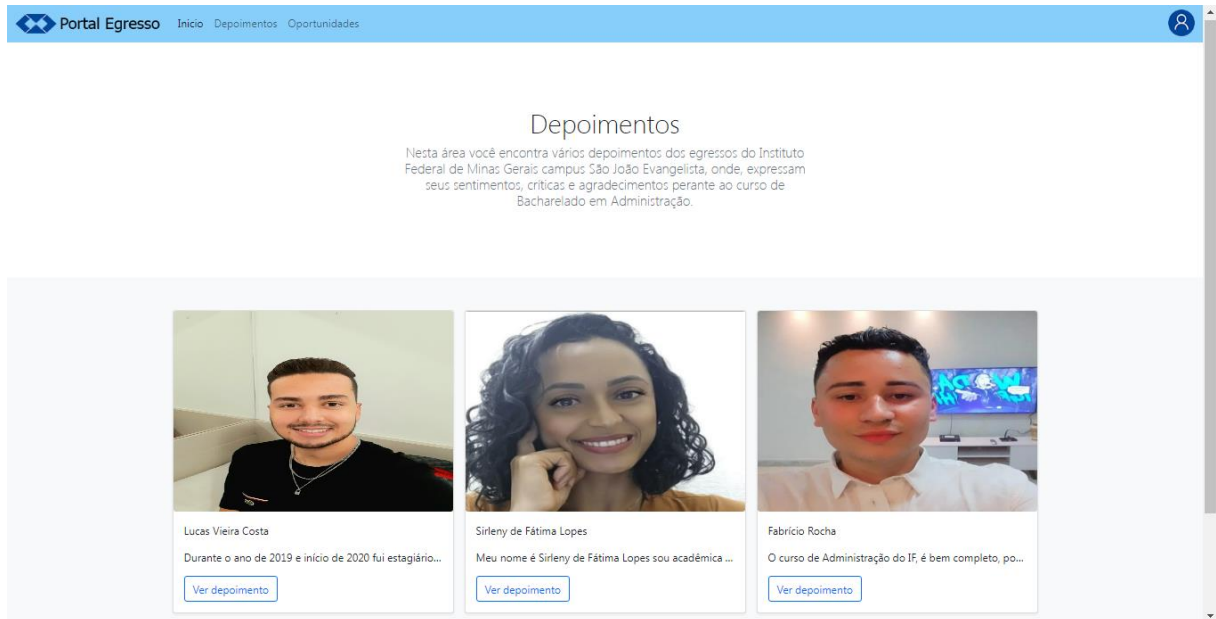 Portal Egresso Inicio Depoimentos Oportunidades
Depoimentos
Nesta área você encontra vários depoimentos dos egressos do Instituto
Federal de Minas Gerais campus São João Evangelista, onde, expressam
seus sentimentos, críticas e agradecimentos perante ao curso de
Bacharelado em Administração.
Lucas Vieira Costa
Durante o ano de 2019 e início de 2020 fui estagiário...
Ver depoimento
Sirleny de Fátima Lopes
Meu nome é Sirleny de Fátima Lopes sou acadêmica ...
Ver depoimento
Fabrício Rocha
O curso de Administração do IF, é bem completo, po...
Ver depoimento